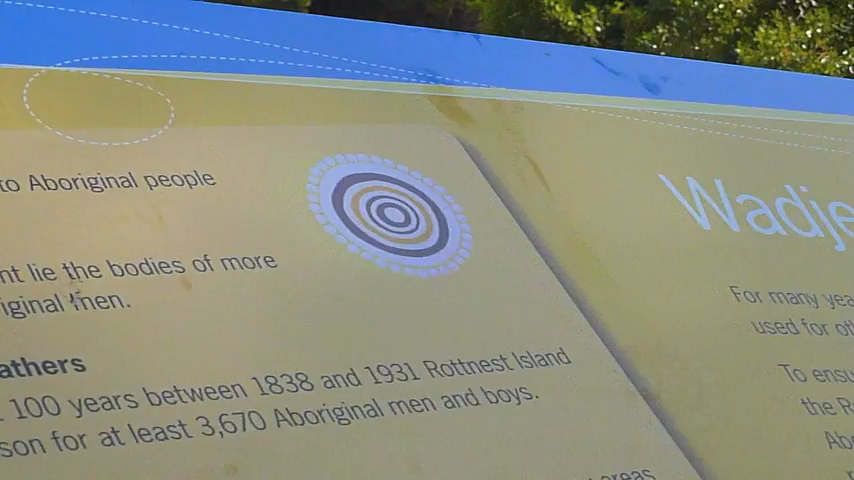 to Aboriginal people
nt lie the bodies of more
iginal men.
athers
100 years between 1838 and 1931 Rottnest Island
son for at least 3,670 Aboriginal men and boys.
areas
Wadje
For many yea
used for ot
To ensu
the R
Abo